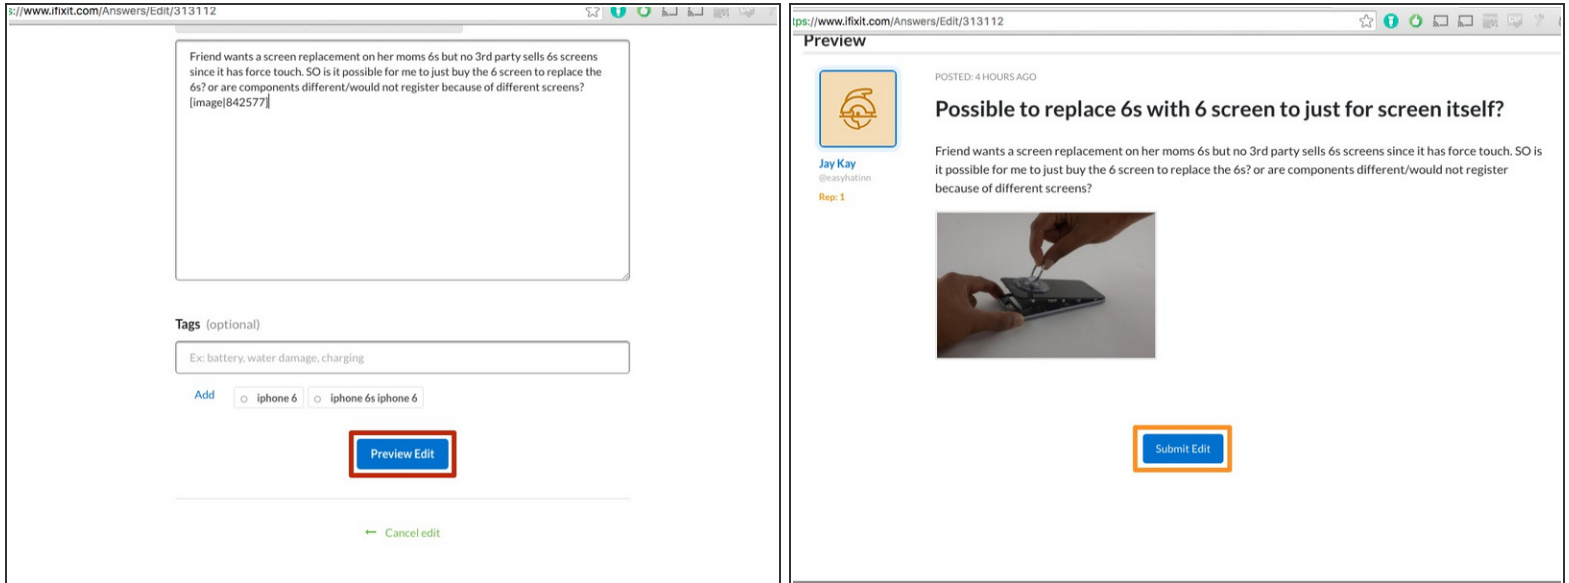 s://www.ifixit.com/Answers/Edit/313112
Friend wants a screen replacement on her moms 6s but no 3rd party sells 6s screens
since it has force touch. SO is it possible for me to just buy the 6 screen to replace the
6s? or are components different/would not register because of different screens?
[image|842577]
Tags (optional)
Ex: battery, water damage, charging
Add
iphone 6
iphone 6s iphone 6
Preview Edit
← Cancel edit
tps://www.ifixit.com/Answers/Edit/313112
Preview
POSTED: 4 HOURS AGO
Possible to replace 6s with 6 screen to just for screen itself?
Jay Kay
@easyhatinn
Rep: 1
Friend wants a screen replacement on her moms 6s but no 3rd party sells 6s screens since it has force touch. SO is
it possible for me to just buy the 6 screen to replace the 6s? or are components different/would not register
because of different screens?
Submit Edit